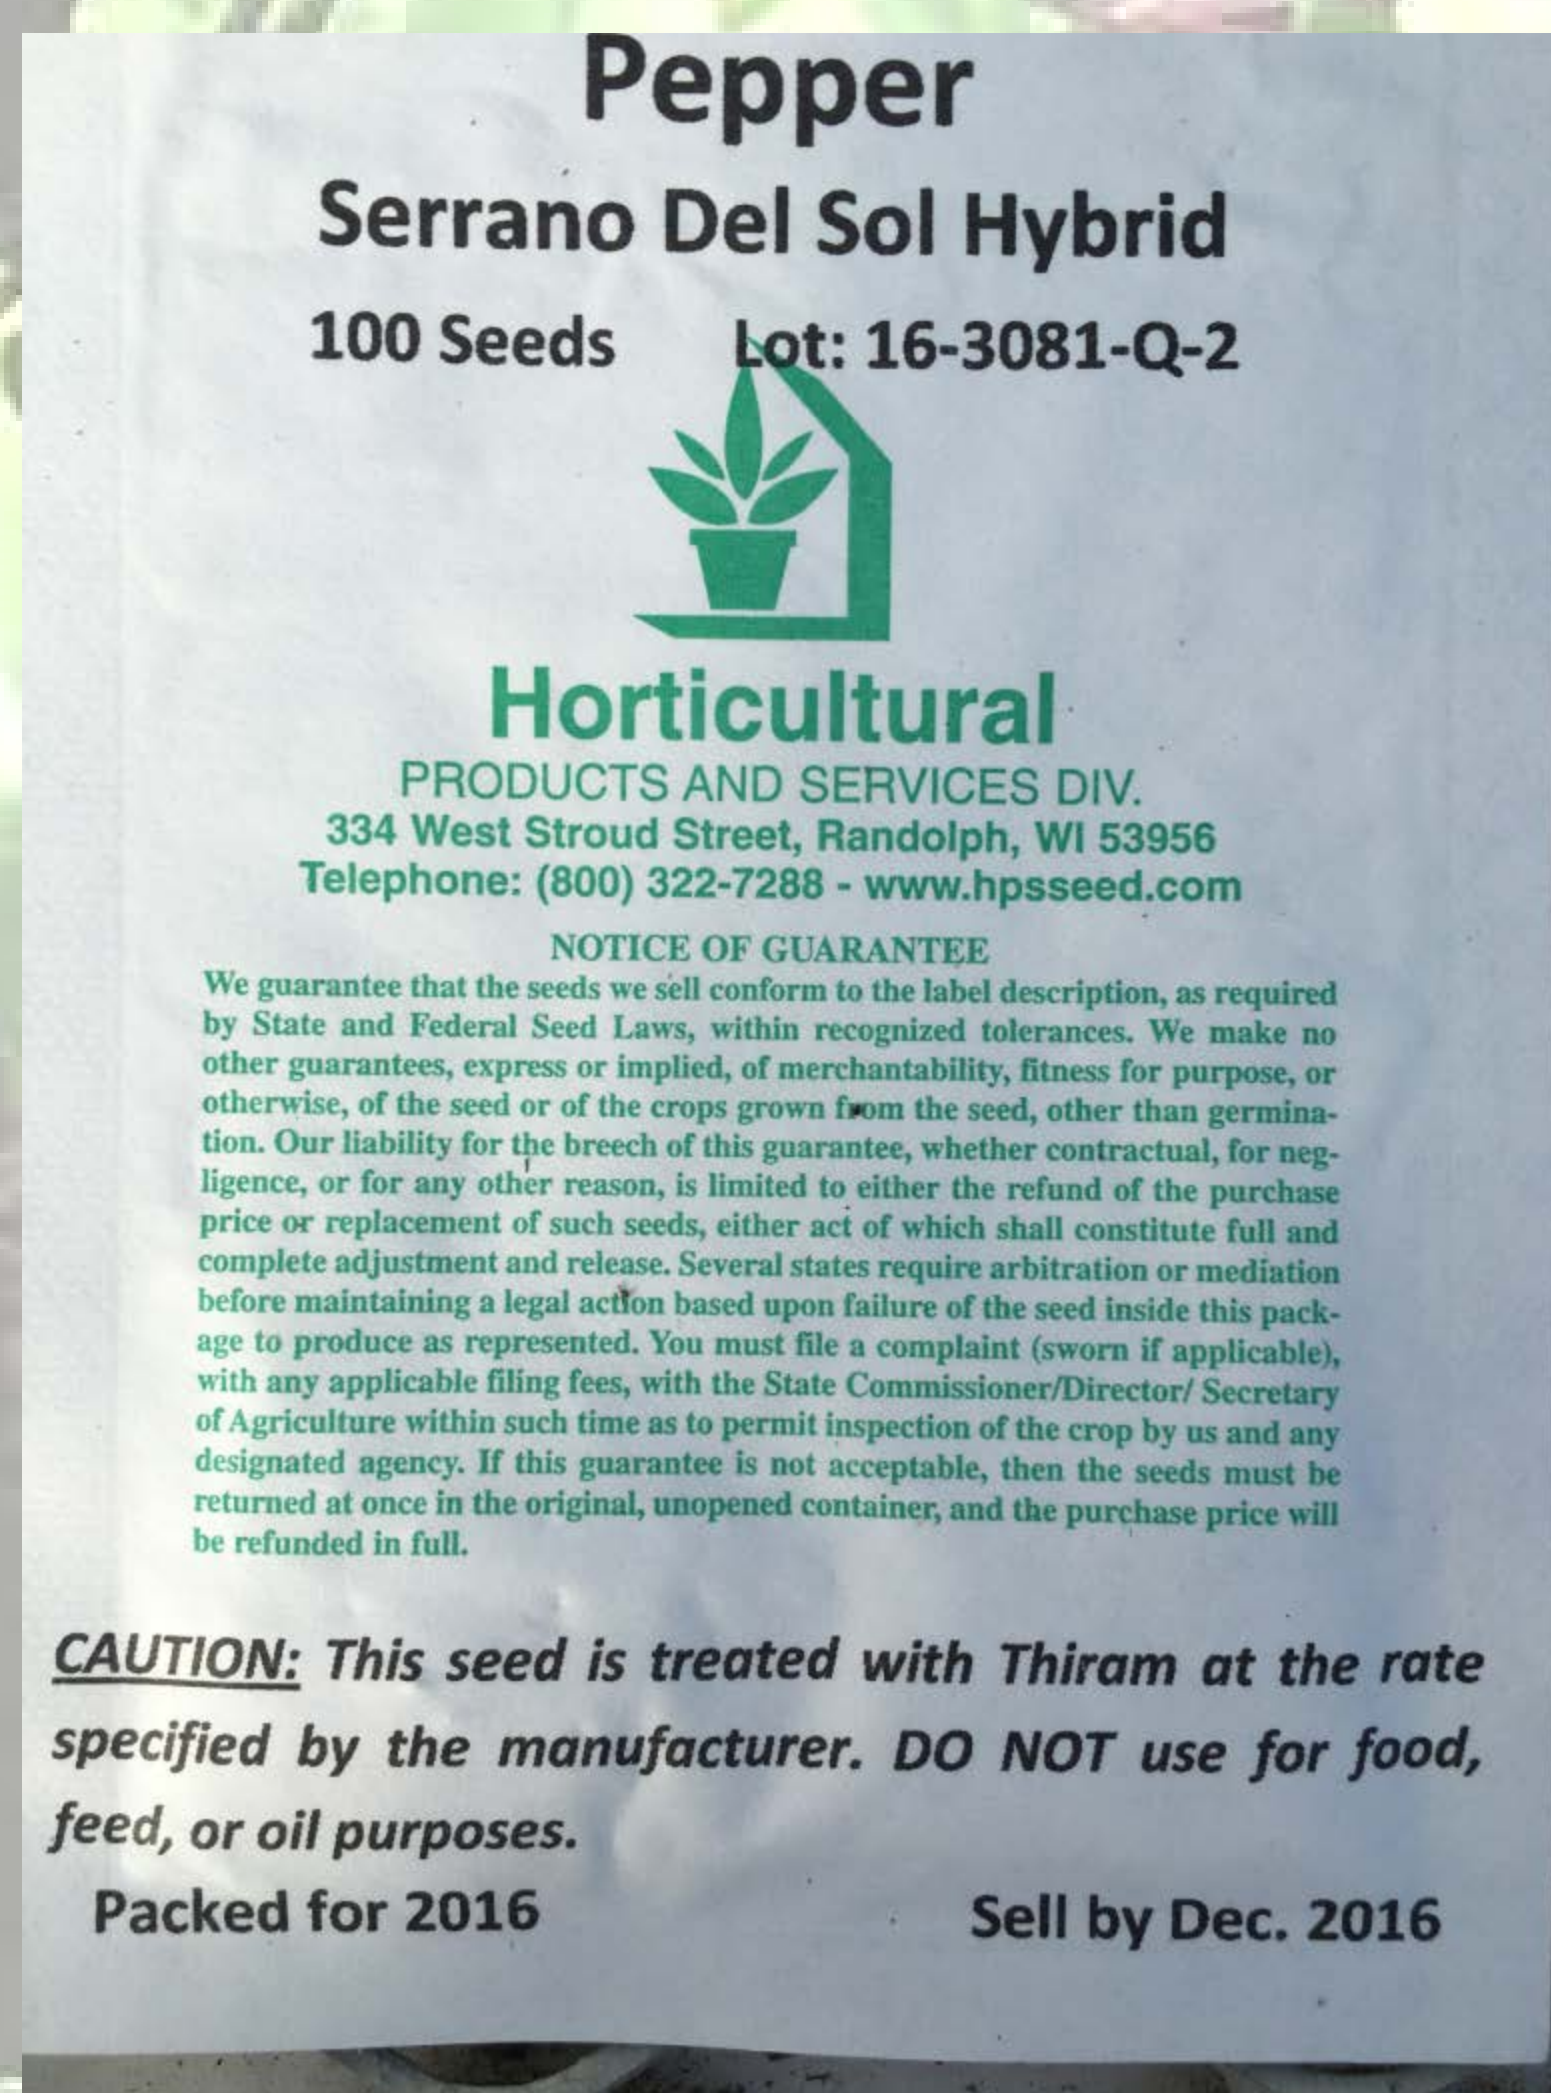 Pepper
Serrano Del Sol Hybrid
100 Seeds Lot: 16-3081-Q-2
Horticultural
PRODUCTS AND SERVICES DIV.
334 West Stroud Street, Randolph, WI 53956
Telephone: (800) 322-7288 - www.hpsseed.com
NOTICE OF GUARANTEE
We guarantee that the seeds we sell conform to the label description, as required
by State and Federal Seed Laws, within recognized tolerances. We make no
other guarantees, express or implied, of merchantability, fitness for purpose, or
otherwise, of the seed or of the crops grown from the seed, other than germina-
tion. Our liability for the breech of this guarantee, whether contractual, for neg-
ligence, or for any other reason, is limited to either the refund of the purchase
price or replacement of such seeds, either act of which shall constitute full and
complete adjustment and release. Several states require arbitration or mediation
before maintaining a legal action based upon failure of the seed inside this pack-
age to produce as represented. You must file a complaint (sworn if applicable),
with any applicable filing fees, with the State Commissioner/Director/ Secretary
of Agriculture within such time as to permit inspection of the crop by us and any
designated agency. If this guarantee is not acceptable, then the seeds must be
returned at once in the original, unopened container, and the purchase price will
be refunded in full.
CAUTION: This seed is treated with Thiram at the rate
specified by the manufacturer. DO NOT use for food,
feed, or oil purposes.
Packed for 2016 Sell by Dec. 2016